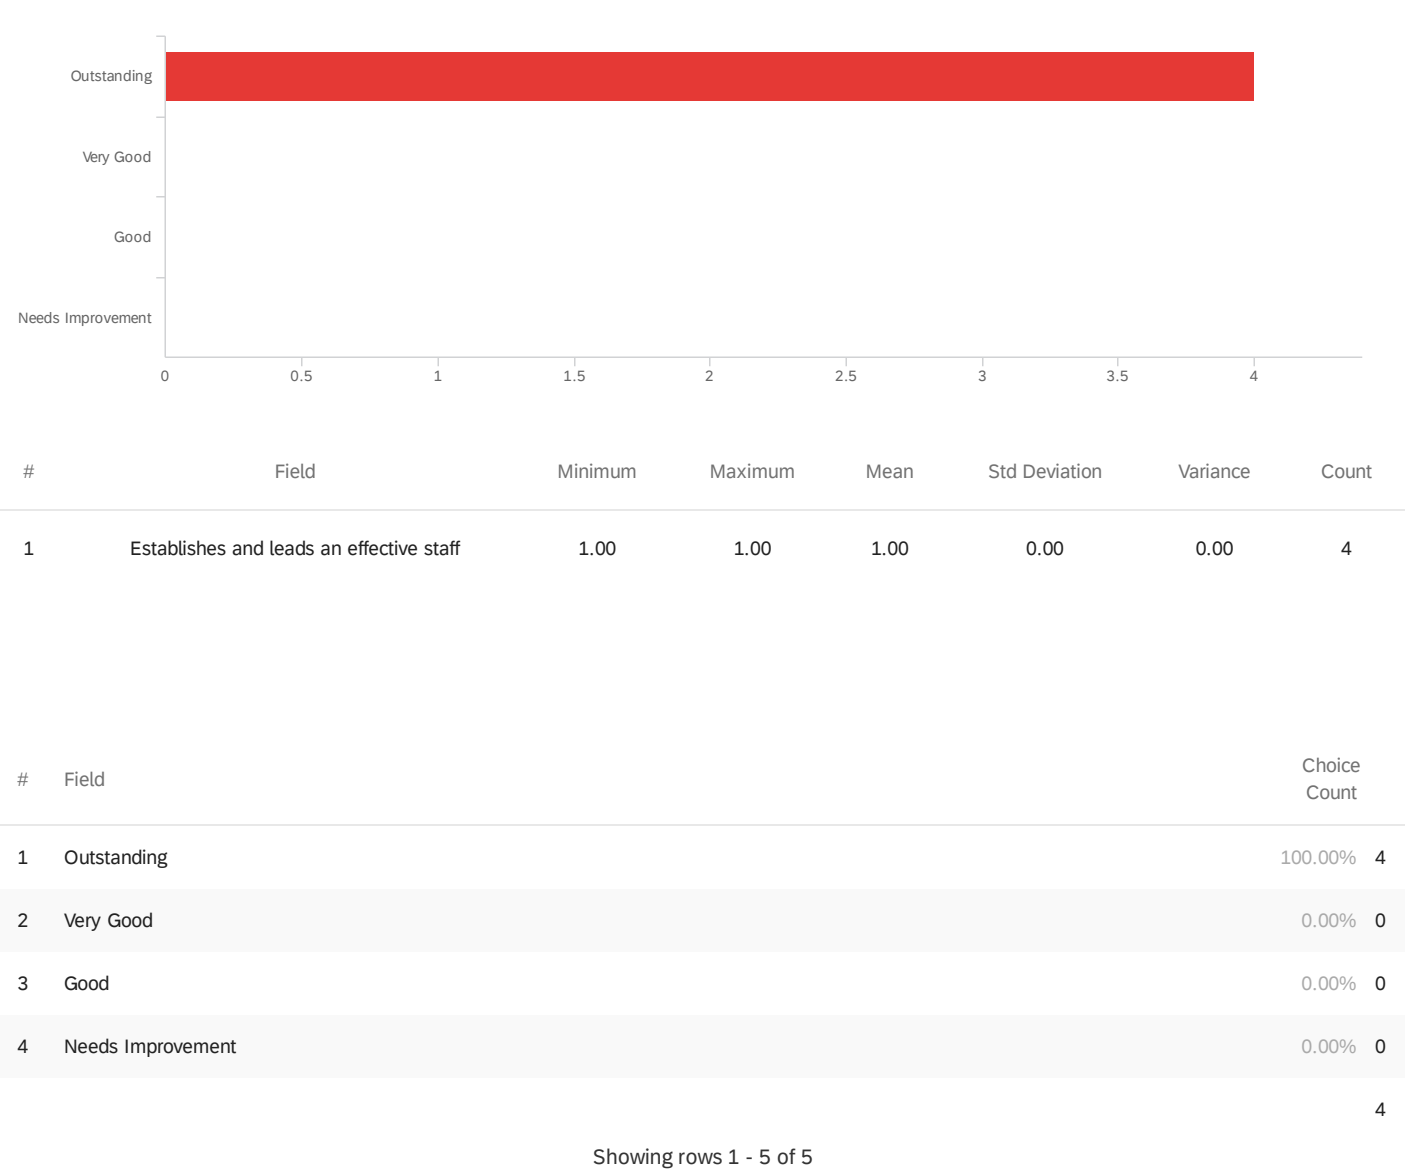 Outstanding
Very Good
Good
Needs Improvement
0 0.5 1 1.5 2 2.5 3 3.5 4
# Field Minimum Maximum Mean Std Deviation Variance Count
1 Establishes and leads an effective staff 1.00 1.00 1.00 0.00 0.00 4
# Field Choice
Count
1 Outstanding 100.00% 4
2 Very Good 0.00% 0
3 Good 0.00% 0
4 Needs Improvement 0.00% 0
4
Showing rows 1 - 5 of 5